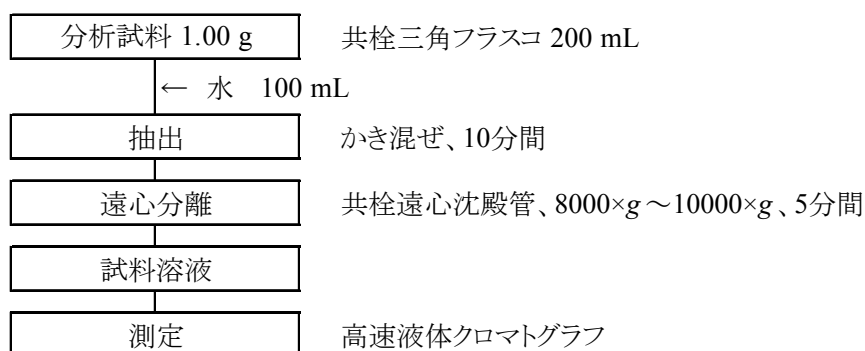 分析試料 1.00 g 共栓三角フラスコ 200 mL
← 水 100 mL
抽出 かき混ぜ、10分間
遠心分離 共栓遠心沈殿管、8000×g～10000×g、5分間
試料溶液
測定 高速液体クロマトグラフ